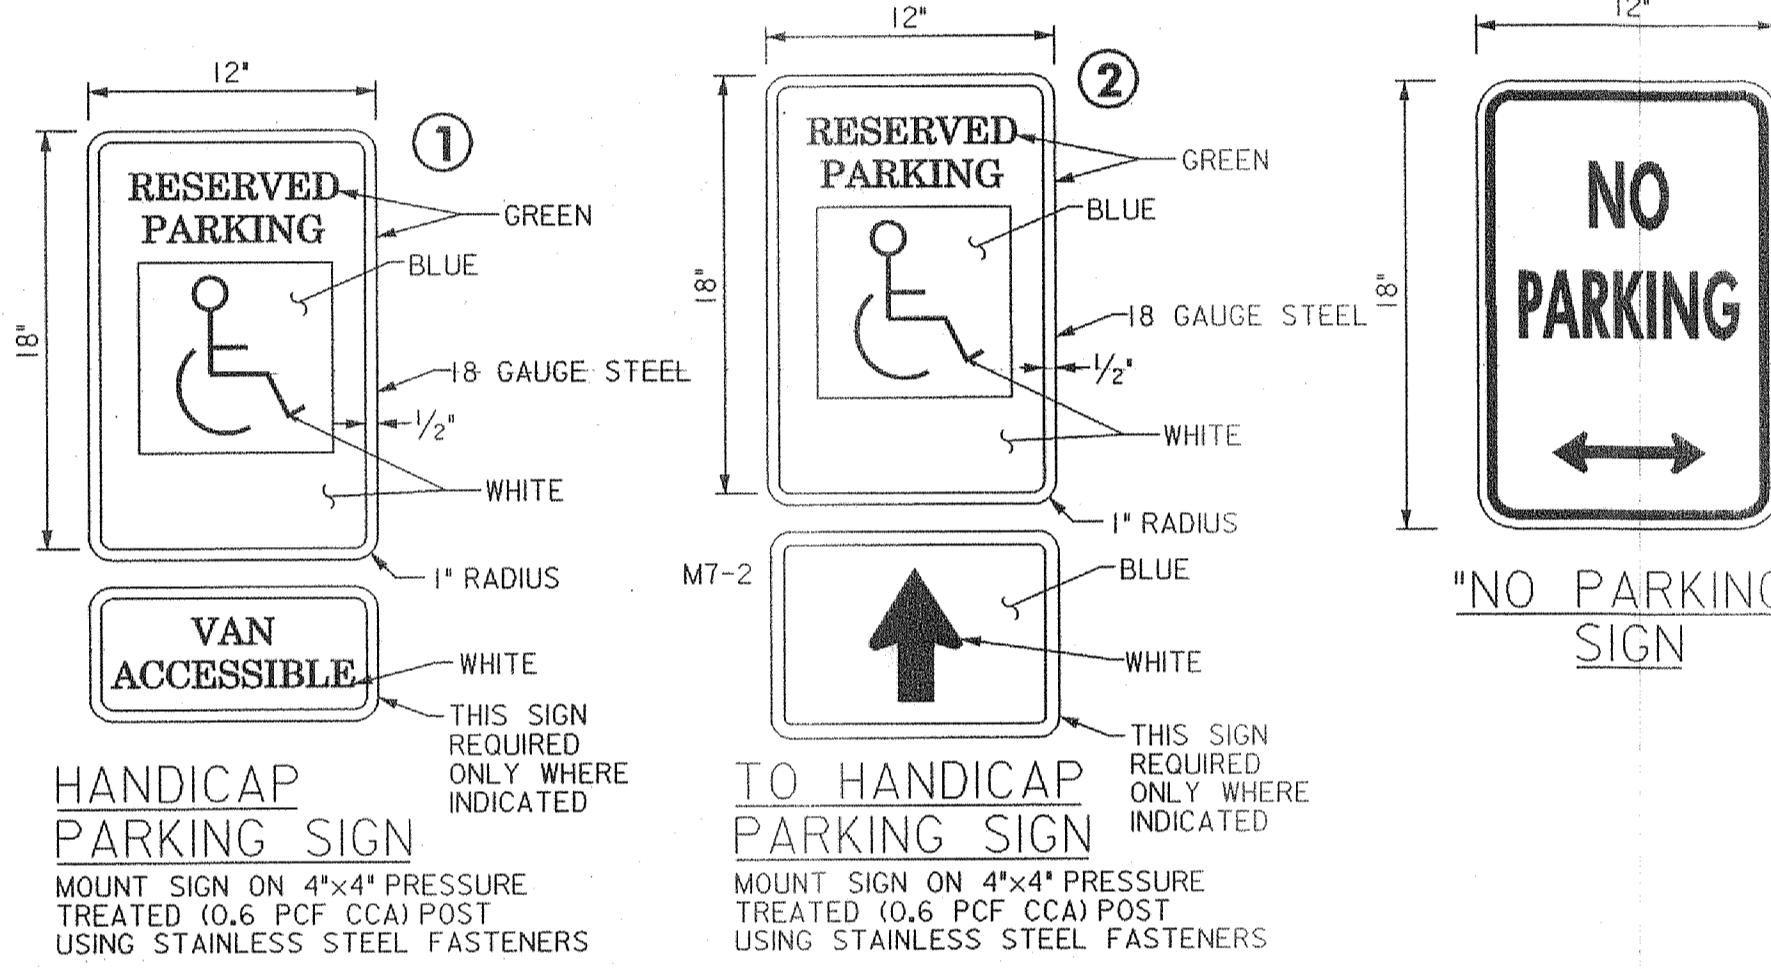 12"
1
18"
RESERVED
PARKING
GREEN
BLUE
18 GAUGE STEEL
1/2"
WHITE
1" RADIUS
VAN
ACCESSIBLE
WHITE
THIS SIGN
REQUIRED
ONLY WHERE
INDICATED
HANDICAP
PARKING SIGN
MOUNT SIGN ON 4"x4" PRESSURE
TREATED (0.6 PCF CCA) POST
USING STAINLESS STEEL FASTENERS
12"
2
18"
RESERVED
PARKING
GREEN
BLUE
18 GAUGE STEEL
1/2"
WHITE
1" RADIUS
M7-2
BLUE
WHITE
THIS SIGN
REQUIRED
ONLY WHERE
INDICATED
TO HANDICAP
PARKING SIGN
MOUNT SIGN ON 4"x4" PRESSURE
TREATED (0.6 PCF CCA) POST
USING STAINLESS STEEL FASTENERS
12"
18"
NO
PARKING
"NO PARKING
SIGN